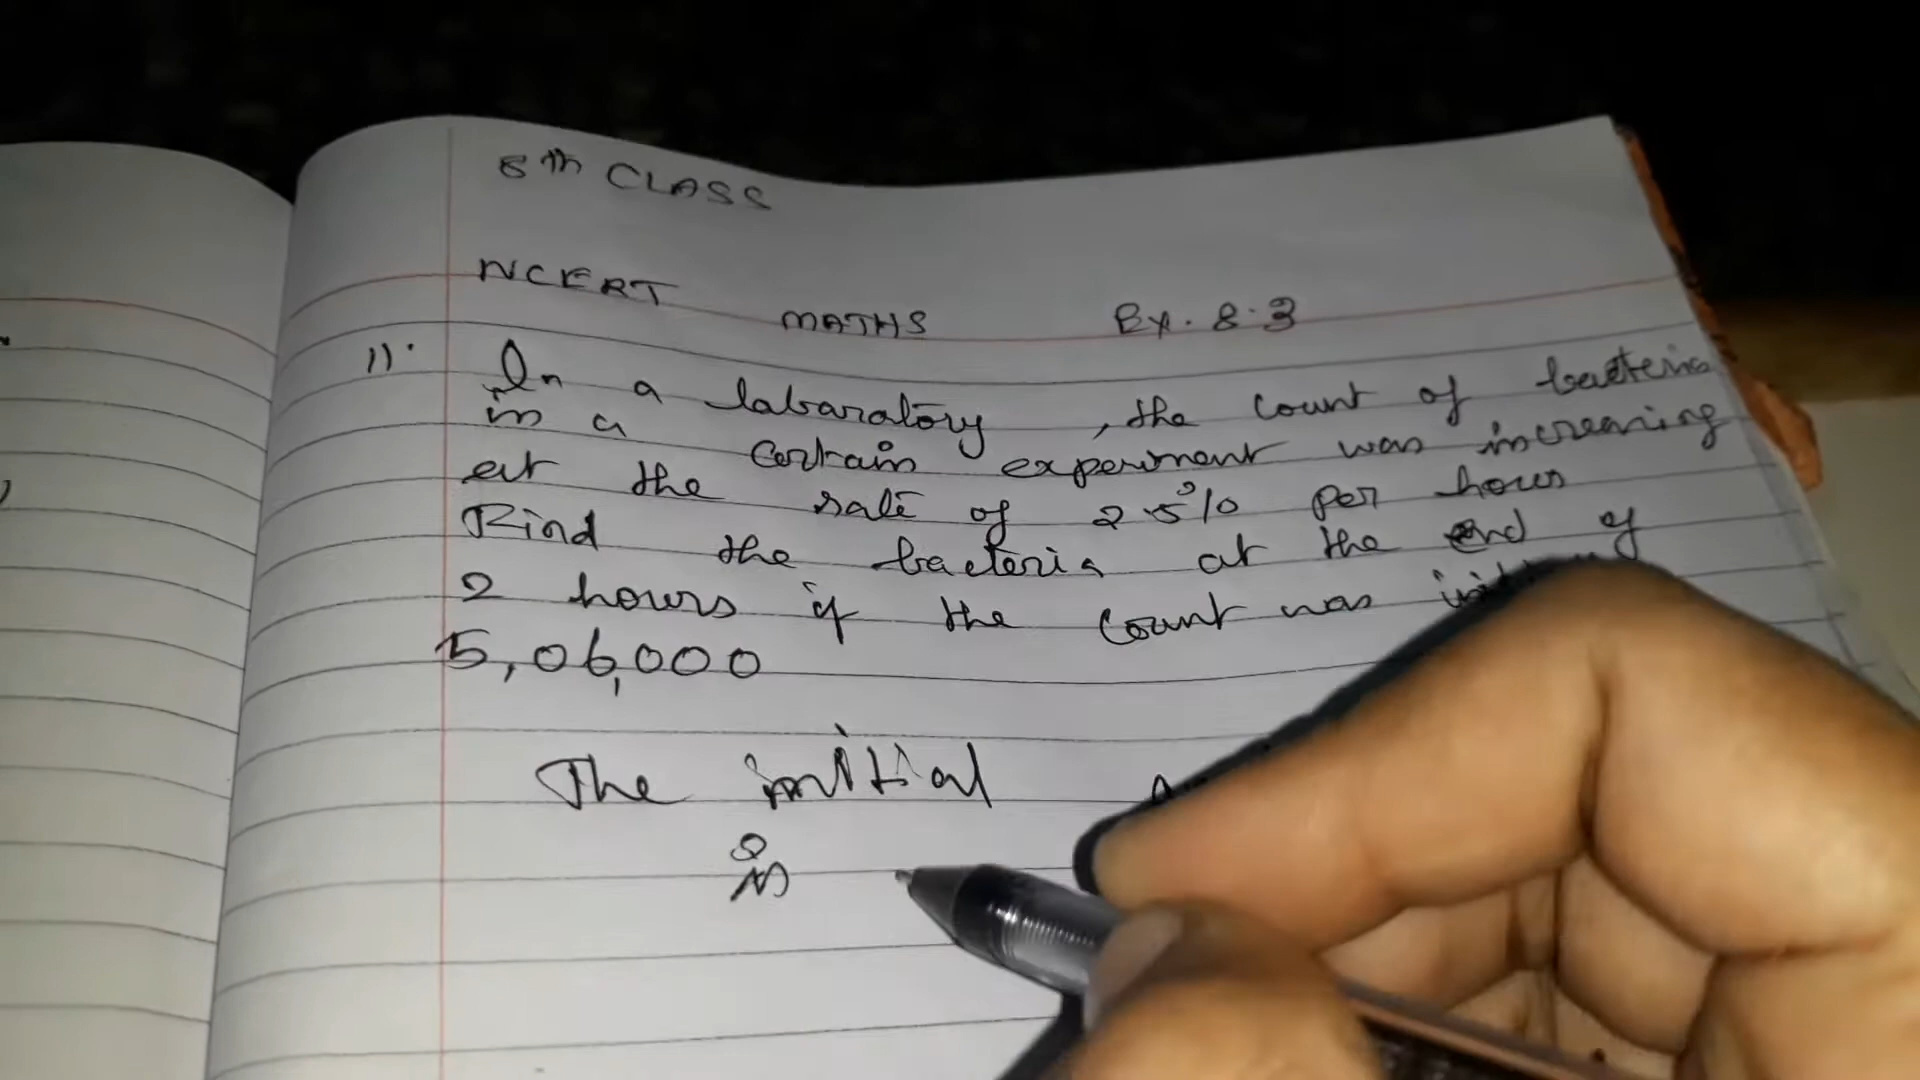 8th CLASS
NCERT MATHS Ex. 8.3
11. In a labaratory, the count of bacteria
in a certain experiment was increasing
at the rate of 2.5% per hour
Find the bacteria at the end of
2 hours if the count was
5,06,000
The initial
is